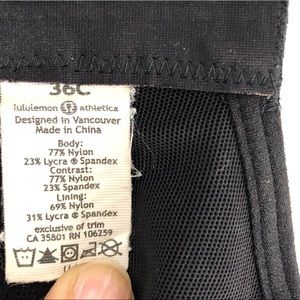 36C
lululemon athletica
Designed in Vancouver
Made in China
Body:
77% Nylon
23% Lycra ® Spandex
Contrast:
77% Nylon
23% Spandex
Lining:
69% Nylon
31% Lycra ® Spandex
exclusive of trim
CA 35801 RN 106259